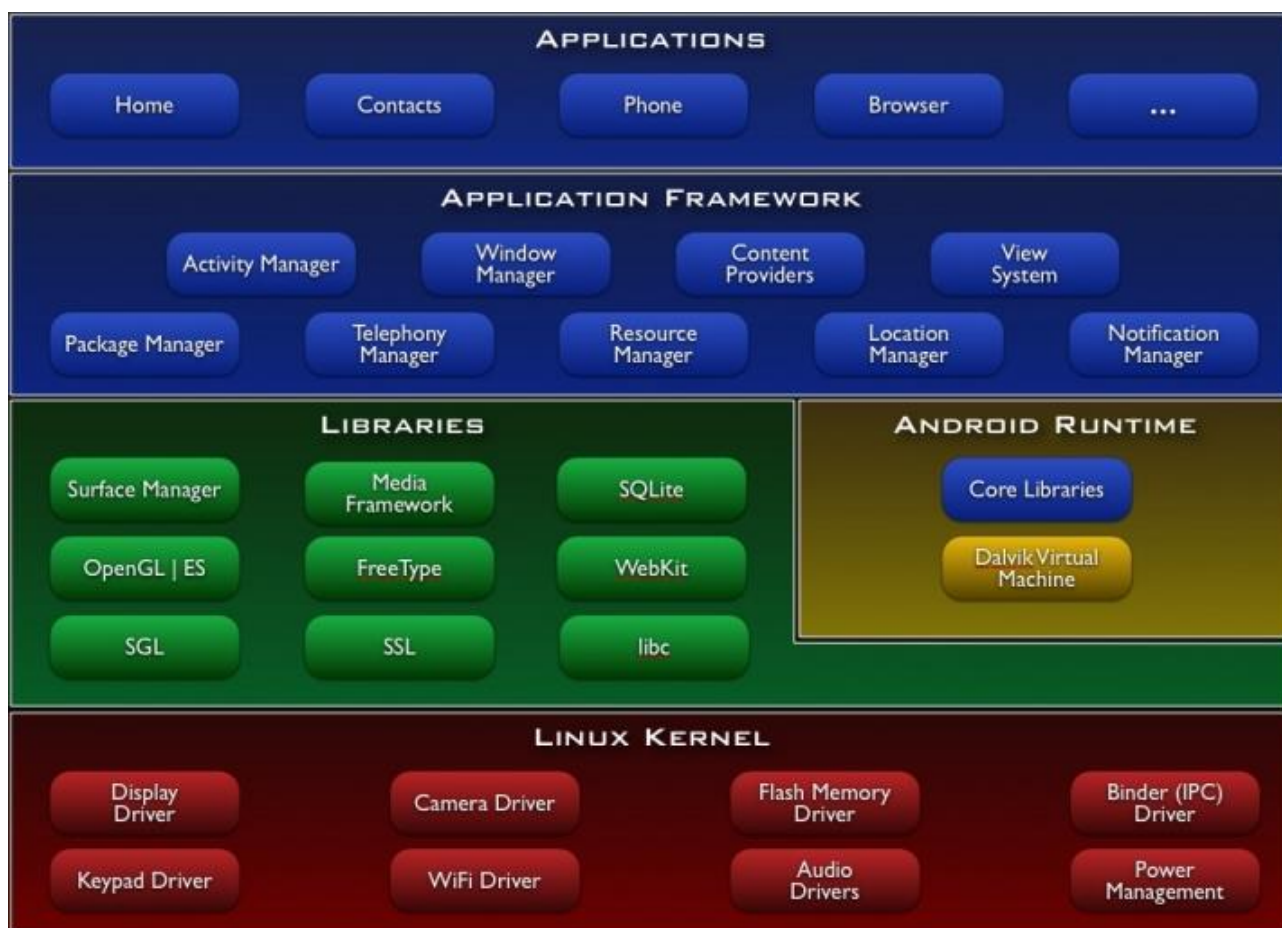 APPLICATIONS
Home
Contacts
Phone
Browser
...
APPLICATION FRAMEWORK
Activity Manager
Window
Manager
Content
Providers
View
System
Package Manager
Telephony
Manager
Resource
Manager
Location
Manager
Notification
Manager
LIBRARIES
Surface Manager
Media
Framework
SQLite
OpenGL | ES
FreeType
WebKit
SGL
SSL
libc
ANDROID RUNTIME
Core Libraries
Dalvik Virtual
Machine
LINUX KERNEL
Display
Driver
Camera Driver
Flash Memory
Driver
Binder (IPC)
Driver
Keypad Driver
WiFi Driver
Audio
Drivers
Power
Management